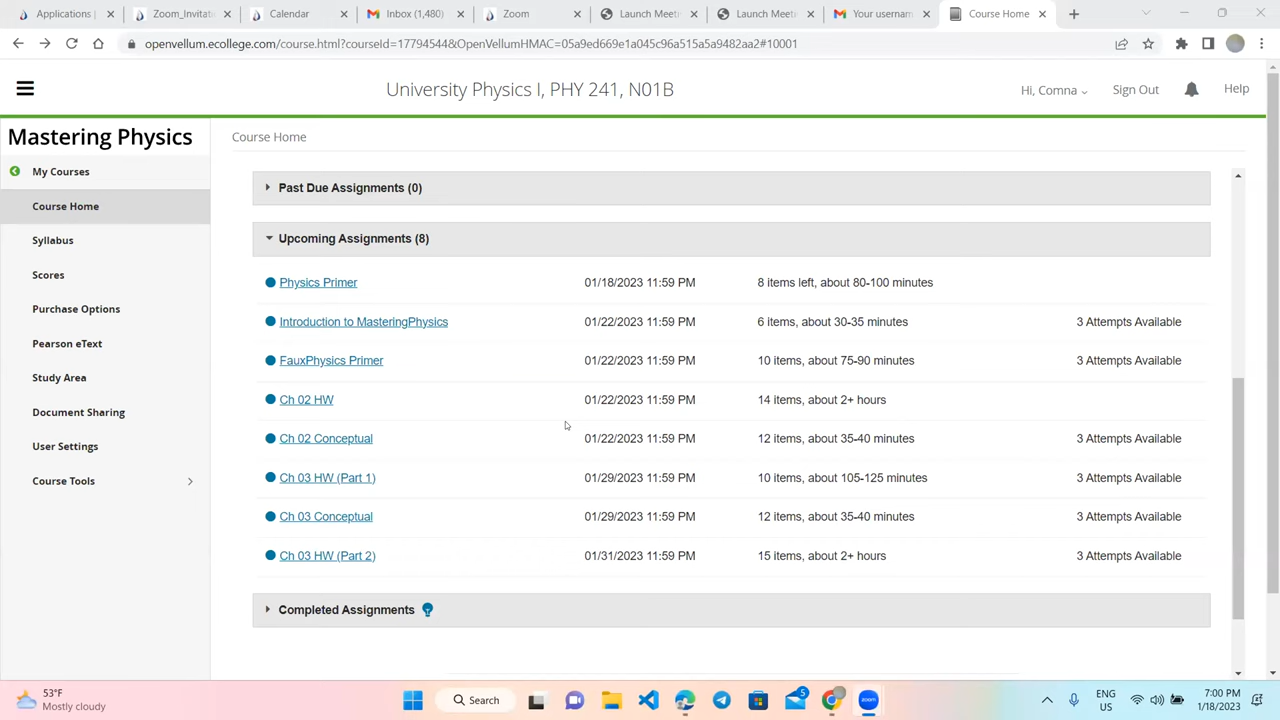 Applications
Zoom_Invitati
Calendar
Inbox (1,480)
Zoom
Launch Meeti
Launch Meeti
Your usernam
Course Home
openvellum.ecollege.com/course.html?courseId=17794544&OpenVellumHMAC=05a9ed669e1a045c96a515a5a9482aa2#10001
University Physics I, PHY 241, N01B
Hi, Comna
Sign Out
Help
Mastering Physics
Course Home
My Courses
Course Home
Syllabus
Scores
Purchase Options
Pearson eText
Study Area
Document Sharing
User Settings
Course Tools
Past Due Assignments (0)
Upcoming Assignments (8)
Physics Primer 01/18/2023 11:59 PM 8 items left, about 80-100 minutes
Introduction to MasteringPhysics 01/22/2023 11:59 PM 6 items, about 30-35 minutes 3 Attempts Available
FauxPhysics Primer 01/22/2023 11:59 PM 10 items, about 75-90 minutes 3 Attempts Available
Ch 02 HW 01/22/2023 11:59 PM 14 items, about 2+ hours
Ch 02 Conceptual 01/22/2023 11:59 PM 12 items, about 35-40 minutes 3 Attempts Available
Ch 03 HW (Part 1) 01/29/2023 11:59 PM 10 items, about 105-125 minutes 3 Attempts Available
Ch 03 Conceptual 01/29/2023 11:59 PM 12 items, about 35-40 minutes 3 Attempts Available
Ch 03 HW (Part 2) 01/31/2023 11:59 PM 15 items, about 2+ hours 3 Attempts Available
Completed Assignments
53°F
Mostly cloudy
Search
5
zoom
ENG
US
7:00 PM
1/18/2023